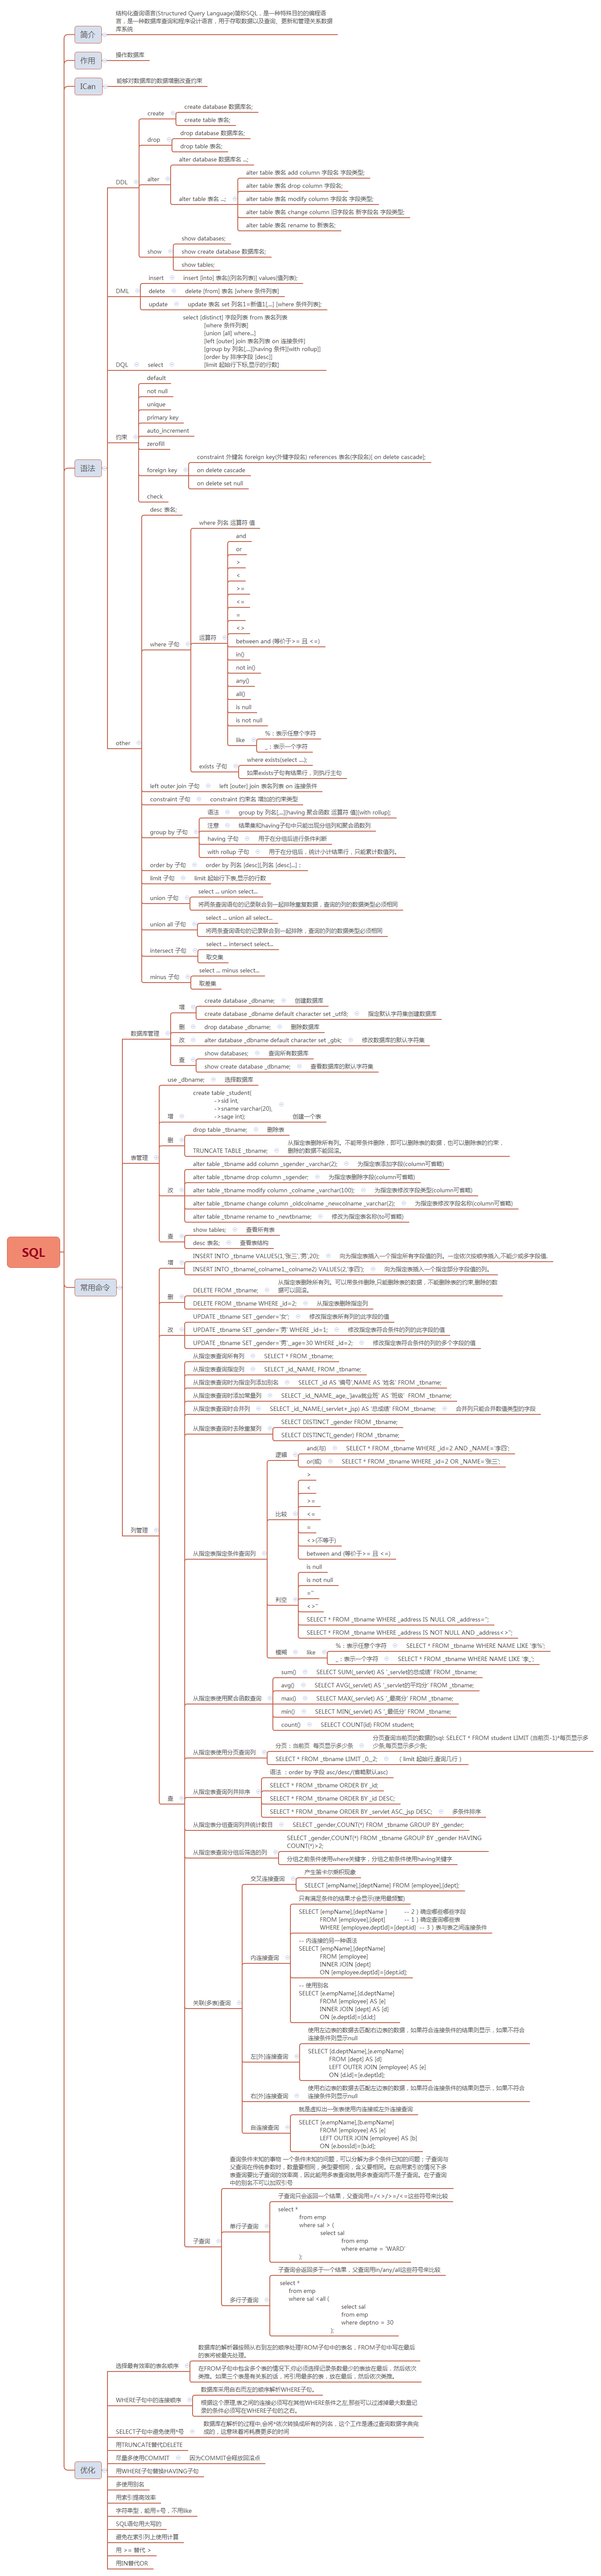 SQL
简介
结构化查询语言(Structured Query Language)简称SQL，是一种特殊目的的编程语
言，是一种数据库查询和程序设计语言，用于存取数据以及查询、更新和管理关系数据
库系统
作用
操作数据库
ICan
能够对数据库的数据增删改查约束
语法
DDL
create
create database 数据库名;
create table 表名;
drop
drop database 数据库名;
drop table 表名;
alter
alter database 数据库名 ...;
alter table 表名 ...;
alter table 表名 add column 字段名 字段类型;
alter table 表名 drop column 字段名;
alter table 表名 modify column 字段名 字段类型;
alter table 表名 change column 旧字段名 新字段名 字段类型;
alter table 表名 rename to 新表名;
show
show databases;
show create database 数据库名;
show tables;
DML
insert
insert [into] 表名[(列名列表)] values(值列表);
delete
delete [from] 表名 [where 条件列表]
update
update 表名 set 列名1=新值1[,...] [where 条件列表];
DQL
select
select [distinct] 字段列表 from 表名列表
[where 条件列表]
[union [all] where...]
[left [outer] join 表名列表 on 连接条件]
[group by 列名[,...][having 条件][with rollup]]
[order by 排序字段 [desc]]
[limit 起始行下标,显示的行数]
约束
default
not null
unique
primary key
auto_increment
zerofill
foreign key
constraint 外键名 foreign key(外键字段名) references 表名(字段名)[ on delete cascade];
on delete cascade
on delete set null
check
other
desc 表名;
where 子句
where 列名 运算符 值
运算符
and
or
>
<
>=
<=
=
<>
between and (等价于>= 且 <=)
in()
not in()
any()
all()
is null
is not null
like
%：表示任意个字符
_：表示一个字符
exists 子句
where exists(select ....);
如果exists子句有结果行，则执行主句
left outer join 子句
left [outer] join 表名列表 on 连接条件
constraint 子句
constraint 约束名 增加的约束类型
group by 子句
语法
group by 列名[,...][having 聚合函数 运算符 值][with rollup];
注意
结果集和having子句中只能出现分组列和聚合函数列
having 子句
用于在分组后进行条件判断
with rollup 子句
用于在分组后，统计小计结果行，只能累计数值列。
order by 子句
order by 列名 [desc][,列名 [desc]...]；
limit 子句
limit 起始行下表,显示的行数
union 子句
select ... union select...
将两条查询语句的记录联合到一起排除重复数据，查询的列的数据类型必须相同
union all 子句
select ... union all select...
将两条查询语句的记录联合到一起排除，查询的列的数据类型必须相同
intersect 子句
select ... intersect select...
取交集
minus 子句
select ... minus select...
取差集
常用命令
数据库管理
增
create database _dbname;
创建数据库
create database _dbname default character set _utf8;
指定默认字符集创建数据库
删
drop database _dbname;
删除数据库
改
alter database _dbname default character set _gbk;
修改数据库的默认字符集
查
show databases;
查询所有数据库
show create database _dbname;
查看数据库的默认字符集
表管理
use _dbname;
选择数据库
增
create table _student(
->sid int,
->sname varchar(20),
->sage int);
创建一个表
删
drop table _tbname;
删除表
TRUNCATE TABLE _tbname;
从指定表删除所有列。不能带条件删除，即可以删除表的数据，也可以删除表的约束，
删除的数据不能回滚。
改
alter table _tbname add column _sgender _varchar(2);
为指定表添加字段(column可省略)
alter table _tbname drop column _sgender;
为指定表删除字段(column可省略)
alter table _tbname modify column _colname _varchar(100);
为指定表修改字段类型(column可省略)
alter table _tbname change column _oldcolname _newcolname _varchar(2);
为指定表修改字段名称(column可省略)
alter table _tbname rename to _newtbname;
修改为指定表名称(to可省略)
查
show tables;
查看所有表
desc 表名;
查看表结构
列管理
增
INSERT INTO _tbname VALUES(1,'张三','男',20);
向为指定表插入一个指定所有字段值的列。一定依次按顺序插入,不能少或多字段值.
INSERT INTO _tbname(_colname1,_colname2) VALUES(2,'李四');
向为指定表插入一个指定部分字段值的列。
删
DELETE FROM _tbname;
从指定表删除所有列。可以带条件删除,只能删除表的数据，不能删除表的约束,删除的数
据可以回滚。
DELETE FROM _tbname WHERE _id=2;
从指定表删除指定列
改
UPDATE _tbname SET _gender='女';
修改指定表所有列的此字段的值
UPDATE _tbname SET _gender='男' WHERE _id=1;
修改指定表符合条件的列的此字段的值
UPDATE _tbname SET _gender='男',_age=30 WHERE _id=2;
修改指定表符合条件的列的多个字段的值
查
从指定表查询所有列
SELECT * FROM _tbname;
从指定表查询指定列
SELECT _id,_NAME, FROM _tbname;
从指定表查询时为指定列添加别名
SELECT _id AS '编号',NAME AS '姓名' FROM _tbname;
从指定表查询时添加常量列
SELECT _id,_NAME,_age,_'java就业班' AS '班级'  FROM _tbname;
从指定表查询时合并列
SELECT _id,_NAME,(_servlet+_jsp) AS '总成绩' FROM _tbname;
合并列只能合并数值类型的字段
从指定表查询时去除重复列
SELECT DISTINCT _gender FROM _tbname;
SELECT DISTINCT(_gender) FROM _tbname;
从指定表指定条件查询列
逻辑
and(与)
SELECT * FROM _tbname WHERE _id=2 AND _NAME='李四';
or(或)
SELECT * FROM _tbname WHERE _id=2 OR _NAME='张三';
比较
>
<
>=
<=
=
<>(不等于)
between and (等价于>= 且 <=)
判空
is null
is not null
=''
<>''
SELECT * FROM _tbname WHERE _address IS NULL OR _address='';
SELECT * FROM _tbname WHERE _address IS NOT NULL AND _address<>'';
模糊
like
%：表示任意个字符
SELECT * FROM _tbname WHERE NAME LIKE '李%';
_：表示一个字符
SELECT * FROM _tbname WHERE NAME LIKE '李_';
从指定表使用聚合函数查询
sum()
SELECT SUM(_servlet) AS '_servlet的总成绩' FROM _tbname;
avg()
SELECT AVG(_servlet) AS '_servlet的平均分' FROM _tbname;
max()
SELECT MAX(_servlet) AS '_最高分' FROM _tbname;
min()
SELECT MIN(_servlet) AS '_最低分' FROM _tbname;
count()
SELECT COUNT(id) FROM student;
从指定表使用分页查询列
分页：当前页  每页显示多少条
分页查询当前页的数据的sql: SELECT * FROM student LIMIT (当前页-1)*每页显示多
少条,每页显示多少条;
SELECT * FROM _tbname LIMIT _0,_2;
( limit 起始行,查询几行 )
从指定表查询列并排序
语法 ：order by 字段 asc/desc/(省略默认asc)
SELECT * FROM _tbname ORDER BY _id;
SELECT * FROM _tbname ORDER BY _id DESC;
SELECT * FROM _tbname ORDER BY _servlet ASC,_jsp DESC;
多条件排序
从指定表分组查询列并统计数目
SELECT _gender,COUNT(*) FROM _tbname GROUP BY _gender;
从指定表查询分组后筛选的列
SELECT _gender,COUNT(*) FROM _tbname GROUP BY _gender HAVING
COUNT(*)>2;
分组之前条件使用where关键字，分组之前条件使用having关键字
关联(多表)查询
交叉连接查询
产生笛卡尔乘积现象
SELECT [empName],[deptName] FROM [employee],[dept];
内连接查询
只有满足条件的结果才会显示(使用最频繁)
SELECT [empName],[deptName ]    -- 2）确定哪些哪些字段
FROM [employee],[dept]    -- 1）确定查询哪些表
WHERE [employee.deptId]=[dept.id]  -- 3）表与表之间连接条件
-- 内连接的另一种语法
SELECT [empName],[deptName]
FROM [employee]
INNER JOIN [dept]
ON [employee.deptId]=[dept.id];
-- 使用别名
SELECT [e.empName],[d.deptName]
FROM [employee] AS [e]
INNER JOIN [dept] AS [d]
ON [e.deptId]=[d.id;]
左[外]连接查询
使用左边表的数据去匹配右边表的数据，如果符合连接条件的结果则显示，如果不符合
连接条件则显示null
SELECT [d.deptName],[e.empName]
FROM [dept] AS [d]
LEFT OUTER JOIN [employee] AS [e]
ON [d.id]=[e.deptId];
右[外]连接查询
使用右边表的数据去匹配左边表的数据，如果符合连接条件的结果则显示，如果不符合
连接条件则显示null
自连接查询
就是虚拟出一张表使用内连接或左外连接查询
SELECT [e.empName],[b.empName]
FROM [employee] AS [e]
LEFT OUTER JOIN [employee] AS [b]
ON [e.bossId]=[b.id];
子查询
查询条件未知的事物 一个条件未知的问题，可以分解为多个条件已知的问题；子查询与
父查询在传统参数时，数量要相同，类型要相同，含义要相同。在启用索引的情况下多
表查询要比子查询的效率高，因此能用多表查询就用多表查询而不是子查询。在子查询
中的别名不可以加双引号
单行子查询
子查询只会返回一个结果，父查询用=/<>/>=/<=这些符号来比较
select *
from emp
where sal > (
select sal
from emp
where ename = 'WARD'
);
多行子查询
子查询会返回多于一个结果，父查询用in/any/all这些符号来比较
select *
from emp
where sal <all (
select sal
from emp
where deptno = 30
);
优化
选择最有效率的表名顺序
数据库的解析器按照从右到左的顺序处理FROM子句中的表名，FROM子句中写在最后
的表将被最先处理。
在FROM子句中包含多个表的情况下,你必须选择记录条数最少的表放在最后，然后依次
类推。如果三个表是有关系的话，将引用最多的表，放在最后，然后依次类推。
WHERE子句中的连接顺序
数据库采用自右而左的顺序解析WHERE子句。
根据这个原理,表之间的连接必须写在其他WHERE条件之左,那些可以过滤掉最大数量记
录的条件必须写在WHERE子句的之右。
SELECT子句中避免使用*号
数据库在解析的过程中,会将*依次转换成所有的列名，这个工作是通过查询数据字典完
成的，这意味着将耗费更多的时间
用TRUNCATE替代DELETE
尽量多使用COMMIT
因为COMMIT会释放回滚点
用WHERE子句替换HAVING子句
多使用别名
用索引提高效率
字符串型，能用=号，不用like
SQL语句用大写的
避免在索引列上使用计算
用 >= 替代 >
用IN替代OR